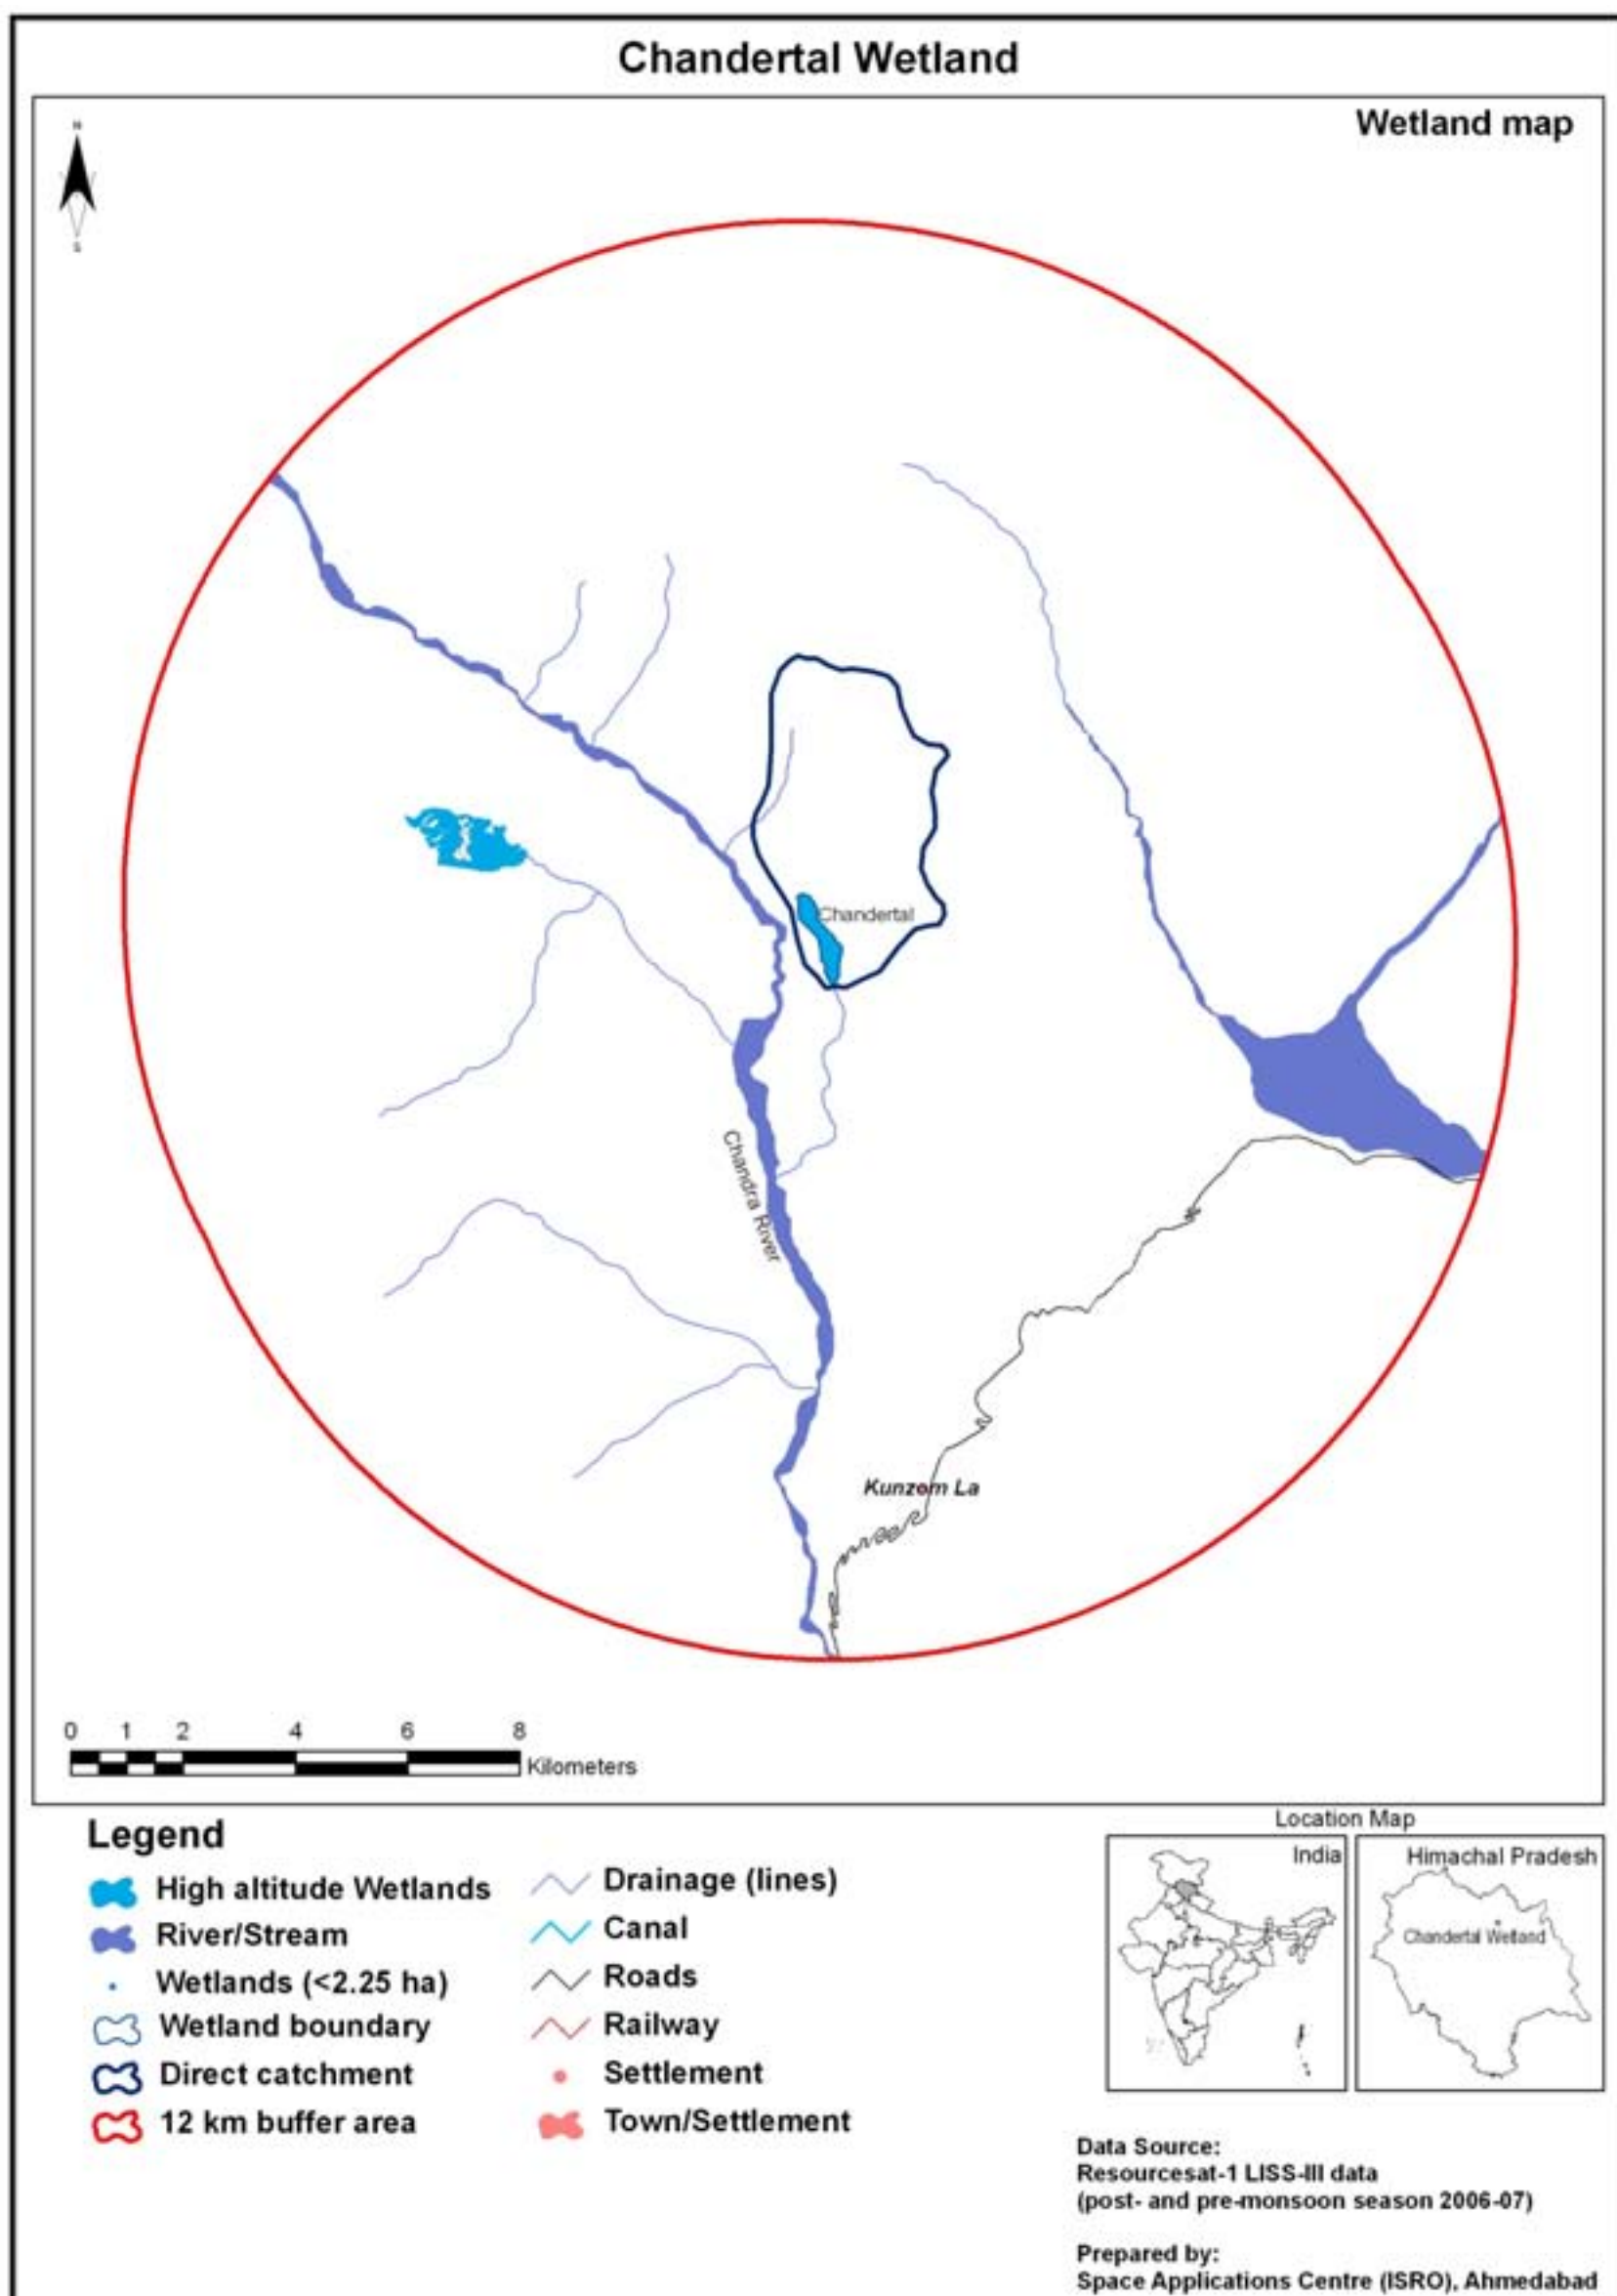 Chandertal Wetland
Wetland map
N
S
Chandertal
Chandra River
Kunzom La
0 1 2 4 6 8
Kilometers
Legend
High altitude Wetlands
River/Stream
Wetlands (<2.25 ha)
Wetland boundary
Direct catchment
12 km buffer area
Drainage (lines)
Canal
Roads
Railway
Settlement
Town/Settlement
Location Map
India
Himachal Pradesh
Chandertal Wetland
Data Source:
Resourcesat-1 LISS-III data
(post- and pre-monsoon season 2006-07)
Prepared by:
Space Applications Centre (ISRO), Ahmedabad